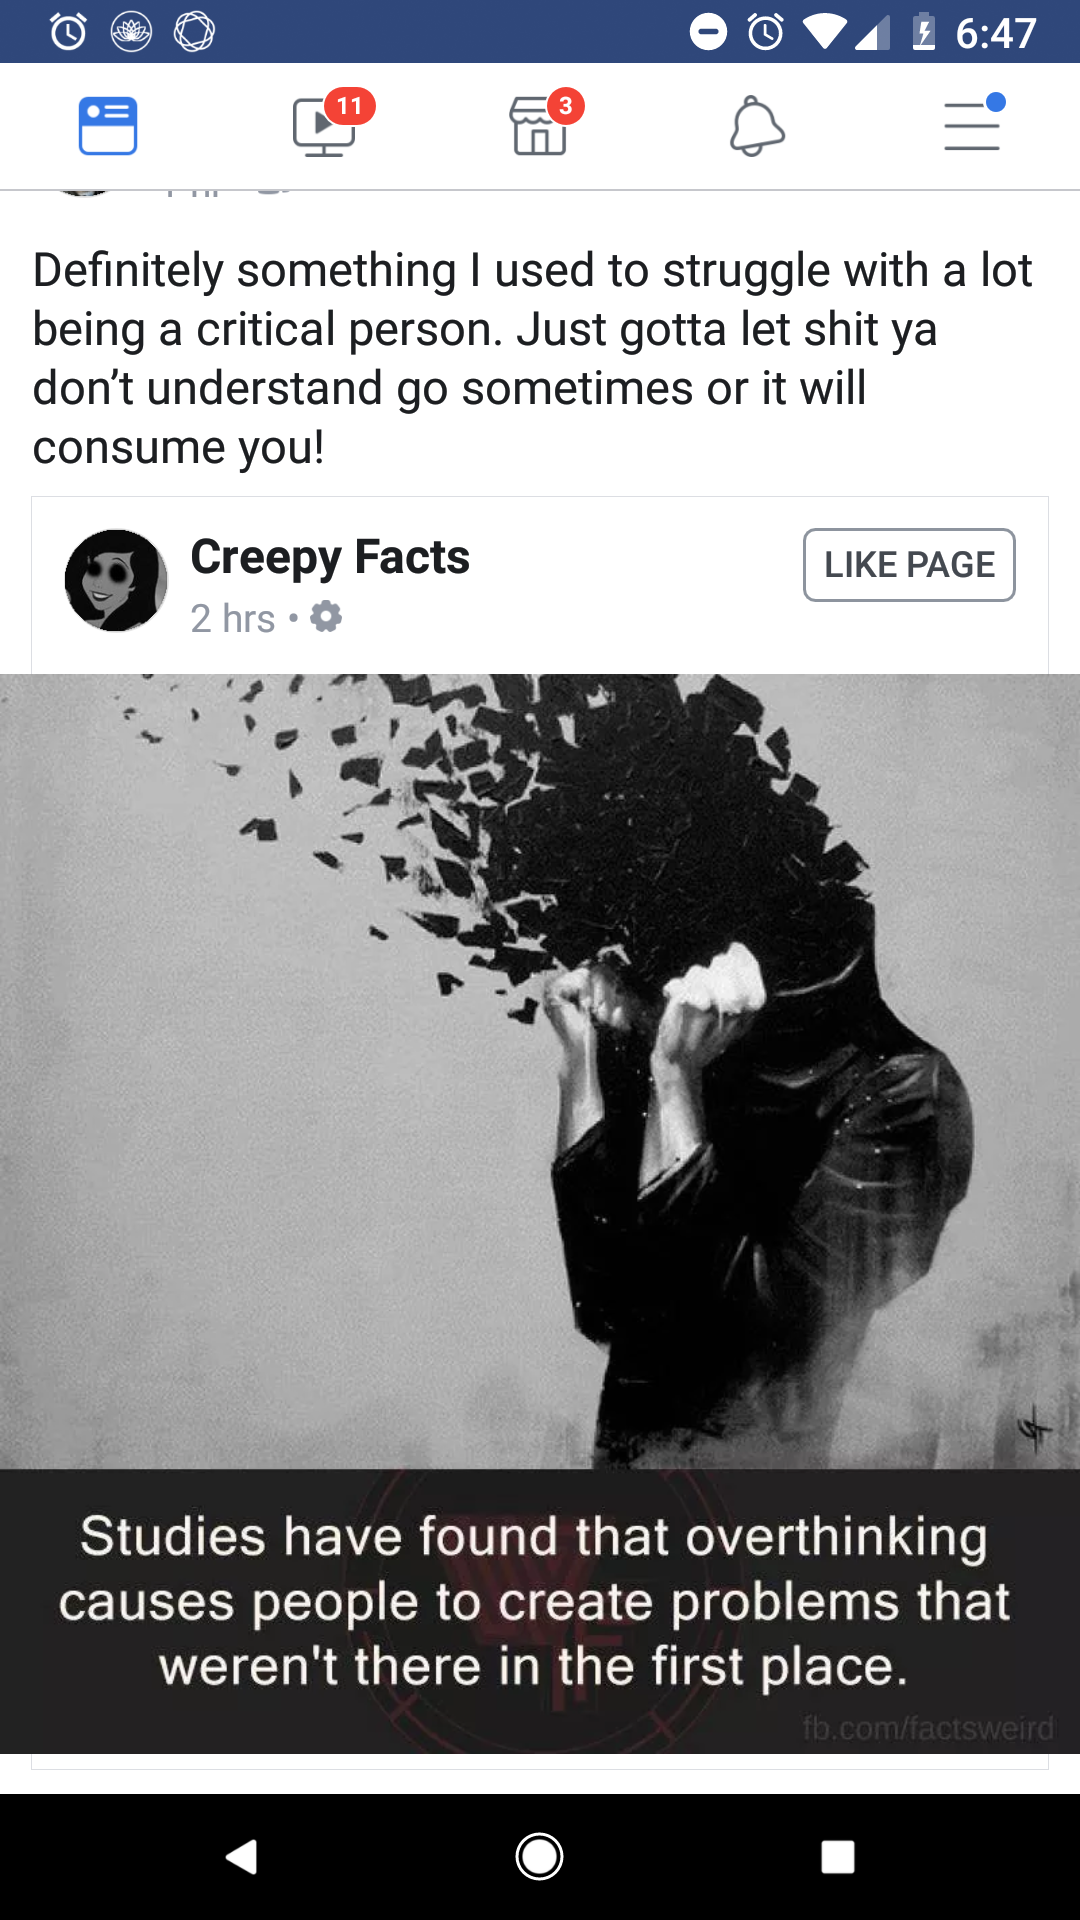 6:47
11
3
Definitely something I used to struggle with a lot
being a critical person. Just gotta let shit ya
don’t understand go sometimes or it will
consume you!
Creepy Facts
LIKE PAGE
2 hrs •
Studies have found that overthinking
causes people to create problems that
weren't there in the first place.
fb.com/factsweird